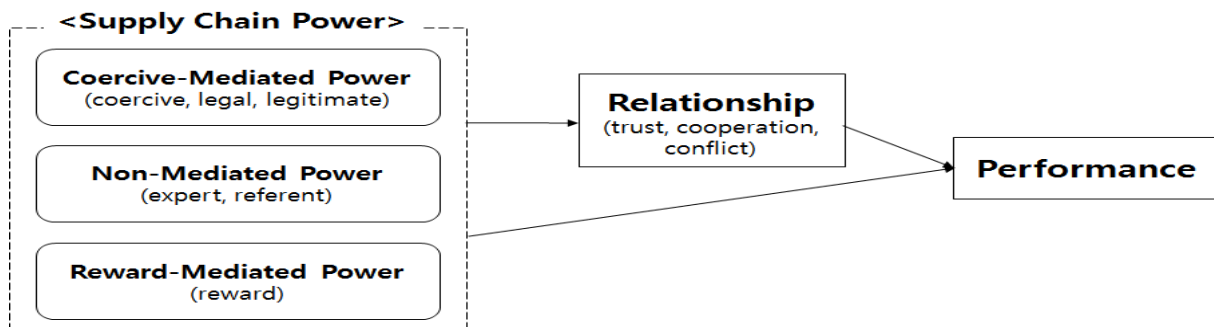 <Supply Chain Power>
Coercive-Mediated Power
(coercive, legal, legitimate)
Non-Mediated Power
(expert, referent)
Reward-Mediated Power
(reward)
Relationship
(trust, cooperation,
conflict)
Performance